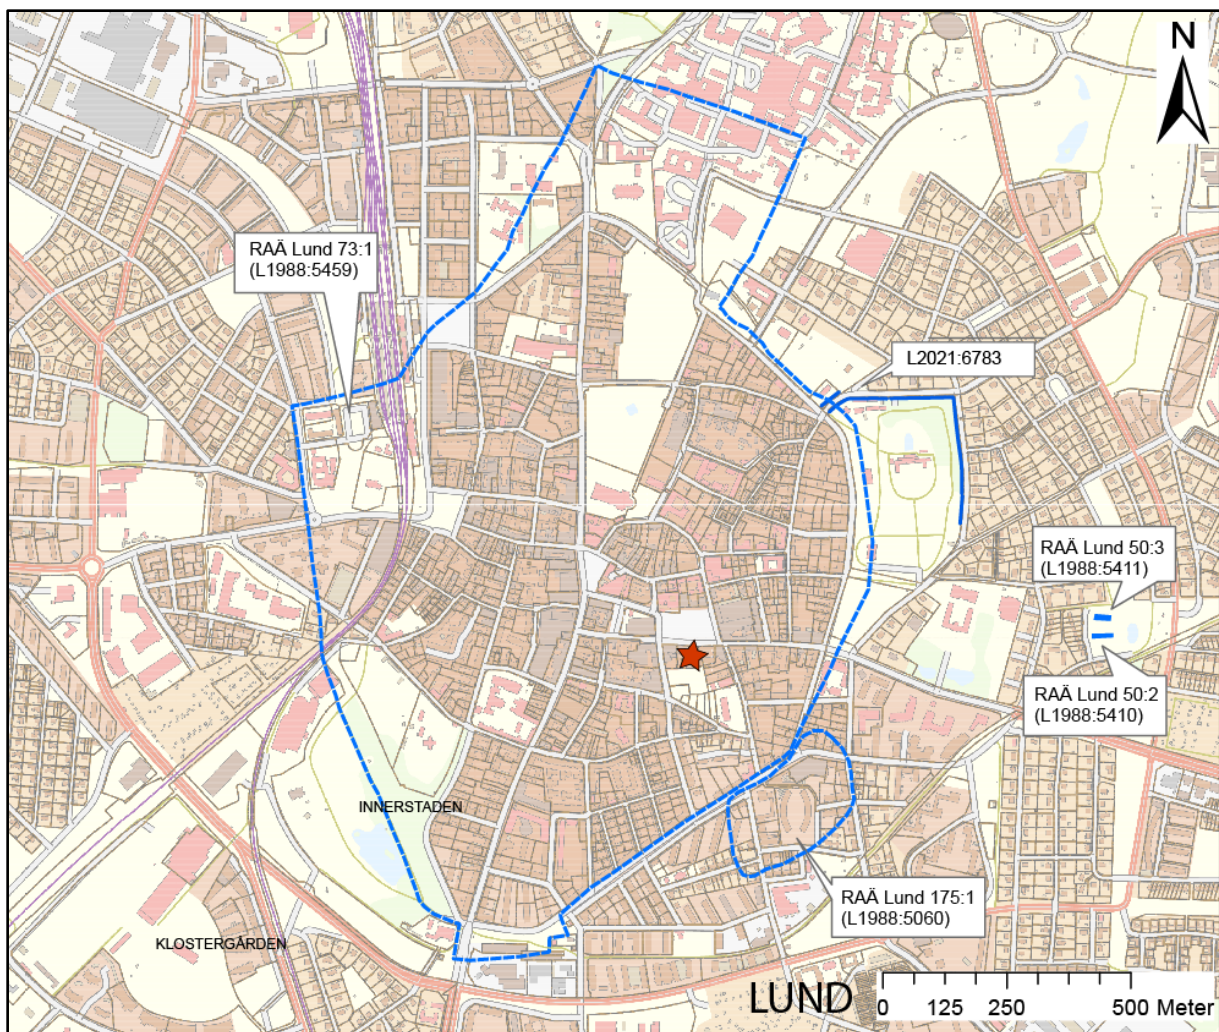 N
RAÄ Lund 73:1
(L1988:5459)
L2021:6783
RAÄ Lund 50:3
(L1988:5411)
RAÄ Lund 50:2
(L1988:5410)
INNERSTADEN
RAÄ Lund 175:1
(L1988:5060)
KLOSTERGÅRDEN
LUND
0 125 250 500 Meter